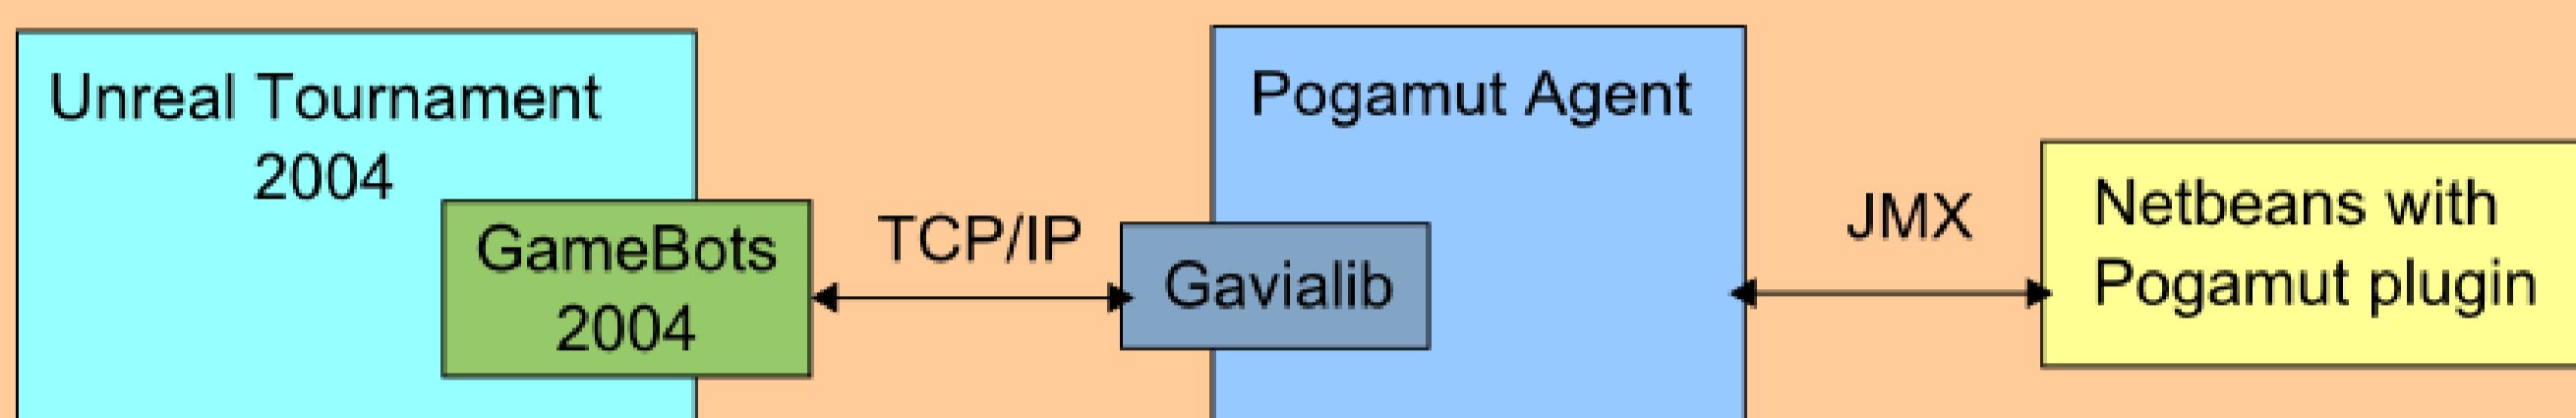 Unreal Tournament
2004
GameBots
2004
TCP/IP
Pogamut Agent
Gavialib
JMX
Netbeans with
Pogamut plugin